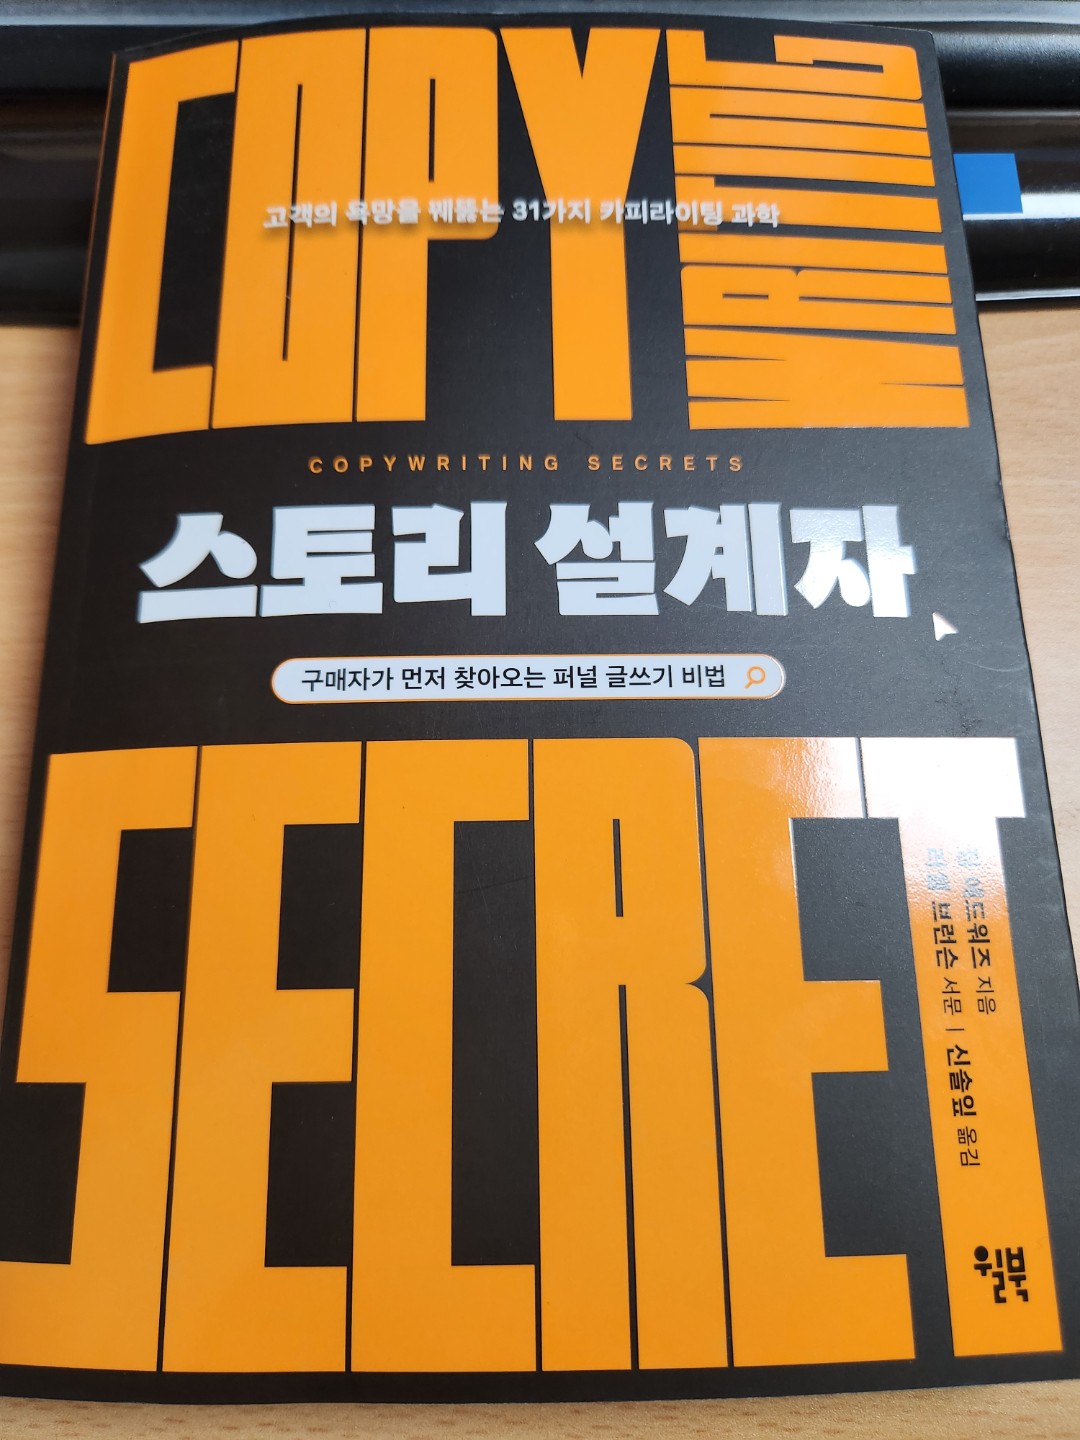 COPY
WRITING
고객의 욕망을 꿰뚫는 31가지 카피라이팅 과학
COPYWRITING SECRETS
스토리 설계자
구매자가 먼저 찾아오는 퍼널 글쓰기 비법
SECRET
짐 에드워즈 지음
러셀 브런슨 서문 | 신솔잎 옮김
윌북